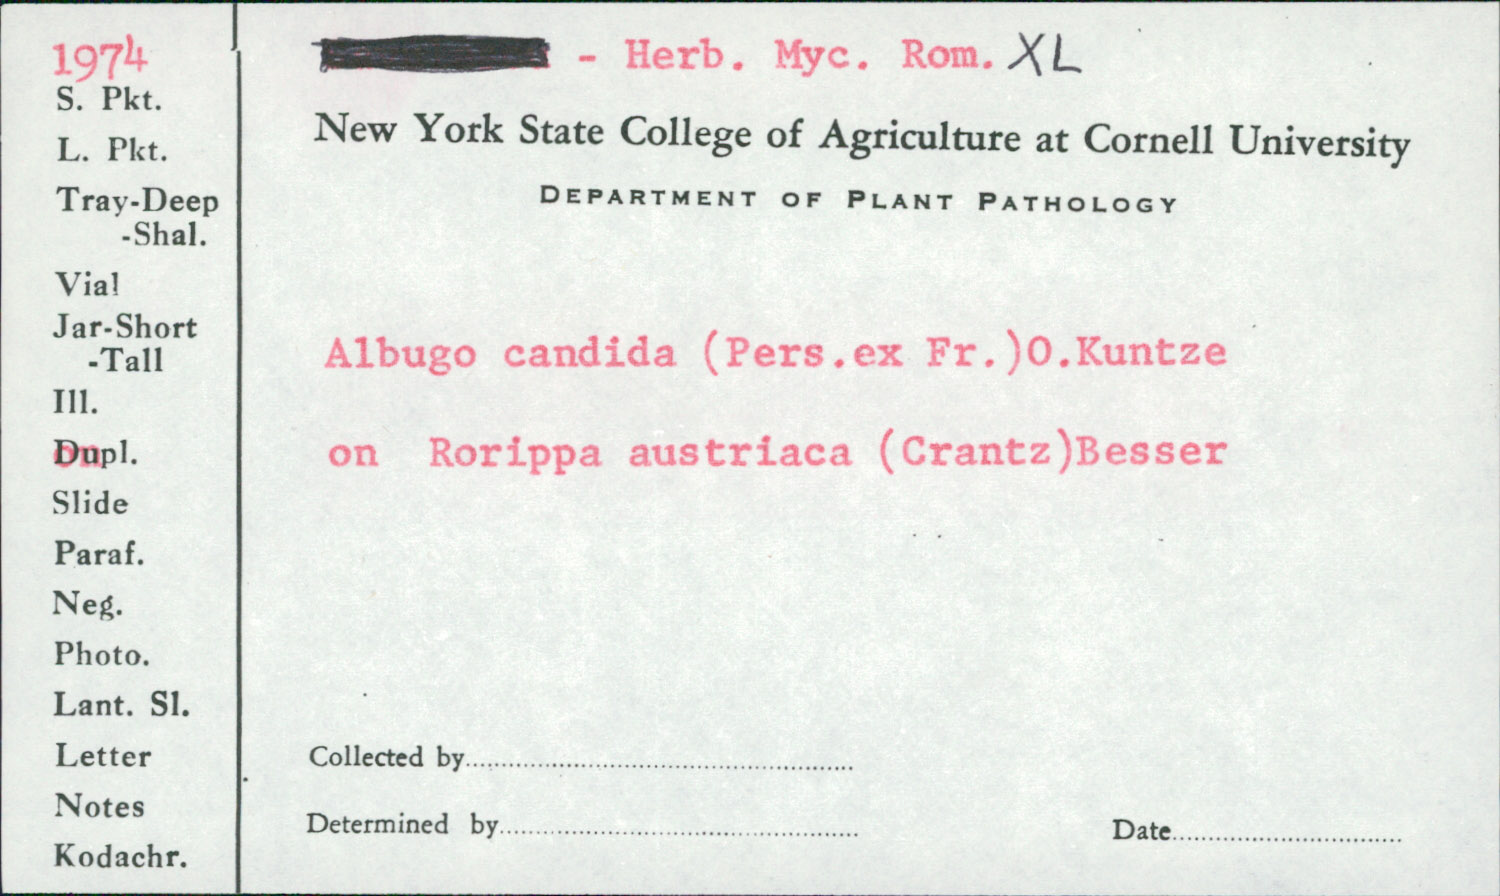 1974
S. Pkt.
L. Pkt.
Tray-Deep
-Shal.
Vial
Jar-Short
-Tall
Ill.
on
Dupl.
Slide
Paraf.
Neg.
Photo.
Lant. Sl.
Letter
Notes
Kodachr.
- Herb. Myc. Rom. XL
New York State College of Agriculture at Cornell University
DEPARTMENT OF PLANT PATHOLOGY
Albugo candida (Pers.ex Fr.)O.Kuntze
on Rorippa austriaca (Crantz)Besser
Collected by
Determined by
Date